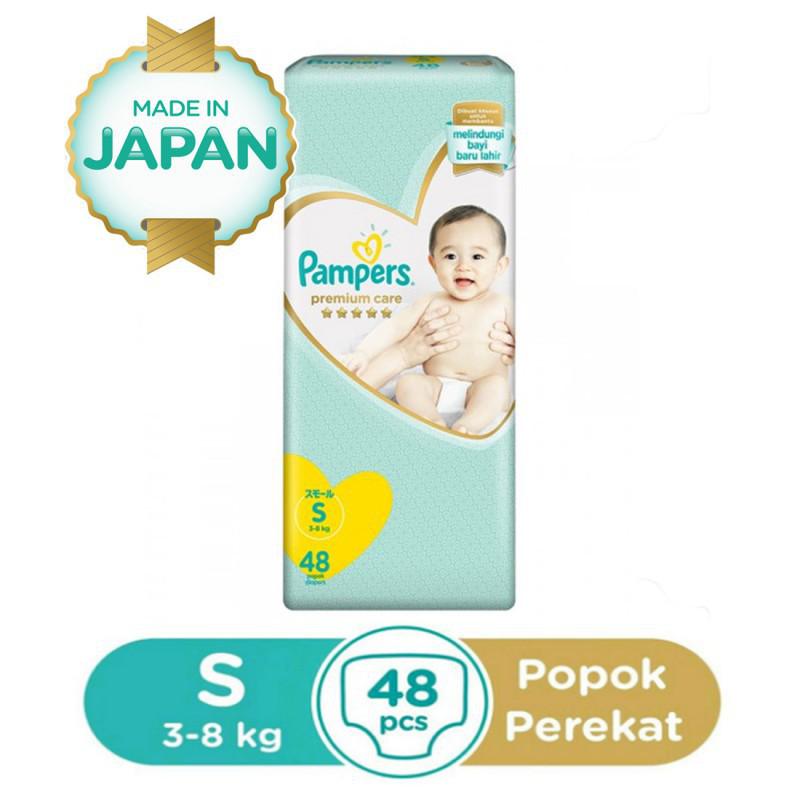 MADE IN
JAPAN
S
48
Dibuat khusus
untuk
membantu
melindungi
bayi
baru lahir
Pampers
premium care
スモール
S
3-8 kg
48
popok
diapers
S
3-8 kg
48
pcs
Popok
Perekat